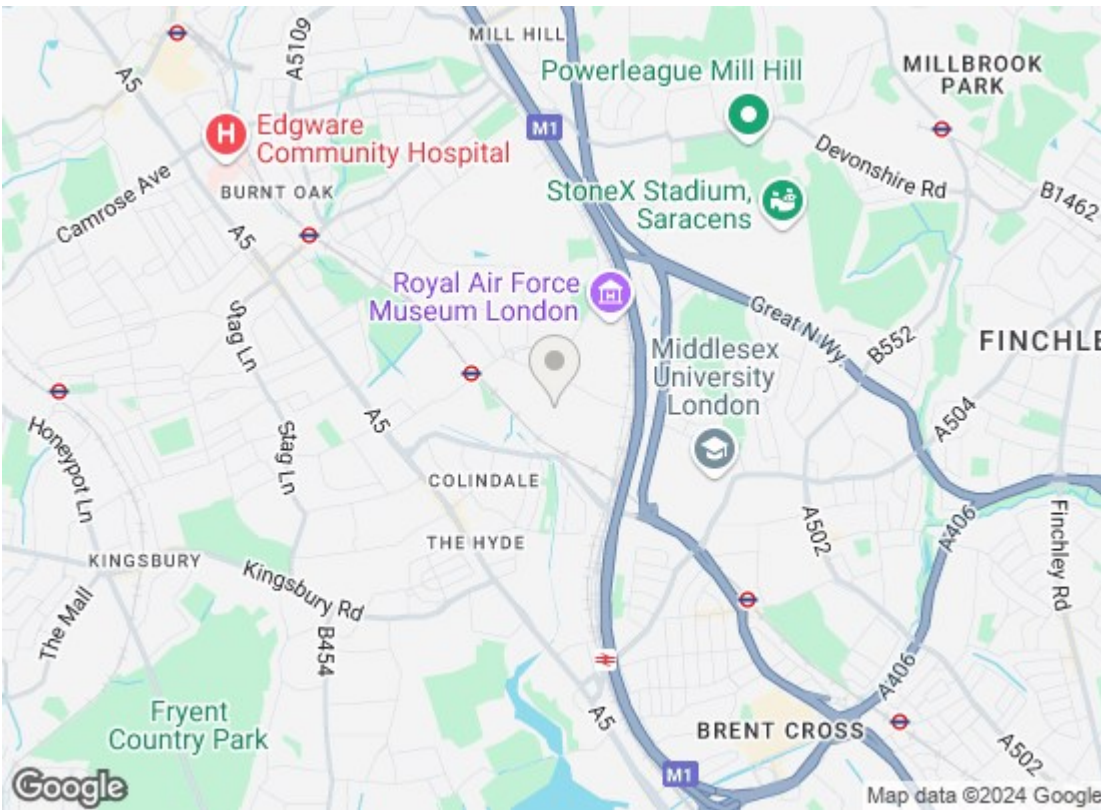 MILL HILL
A5109
A5
Powerleague Mill Hill
MILLBROOK
PARK
M1
H
Edgware
Community Hospital
Devonshire Rd
BURNT OAK
Camrose Ave
StoneX Stadium,
Saracens
B1462
A5
Royal Air Force
Museum London
Great N Wy.
Stag Ln
B552
FINCHLE
Middlesex
University
London
A504
A5
Honeypot Ln
Stag Ln
COLINDALE
A502
A406
Finchley Rd
THE HYDE
KINGSBURY
Kingsbury Rd
The Mall
B454
A406
Fryent
Country Park
A5
BRENT CROSS
A502
M1
Google
Map data ©2024 Google